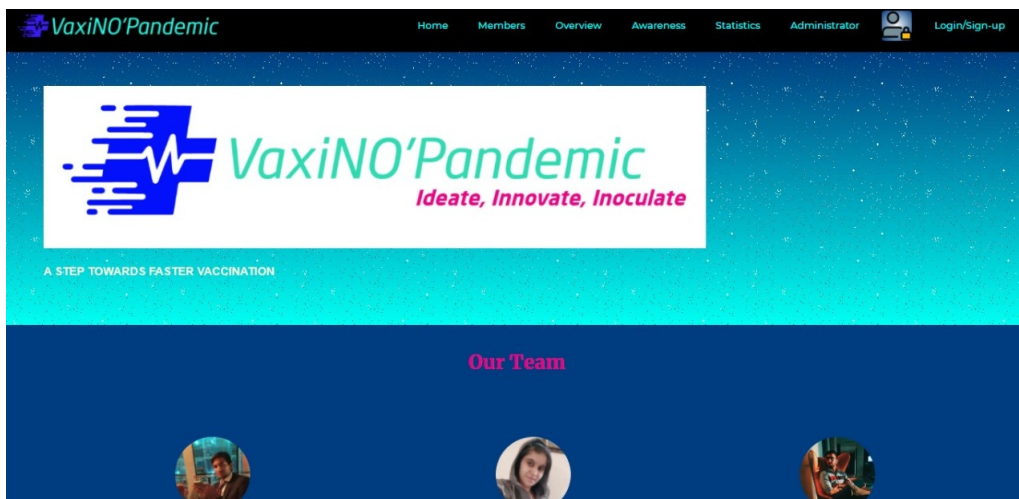 VaxiNO'Pandemic
Home Members Overview Awareness Statistics Administrator Login/Sign-up
VaxiNO'Pandemic
Ideate, Innovate, Inoculate
A STEP TOWARDS FASTER VACCINATION
Our Team